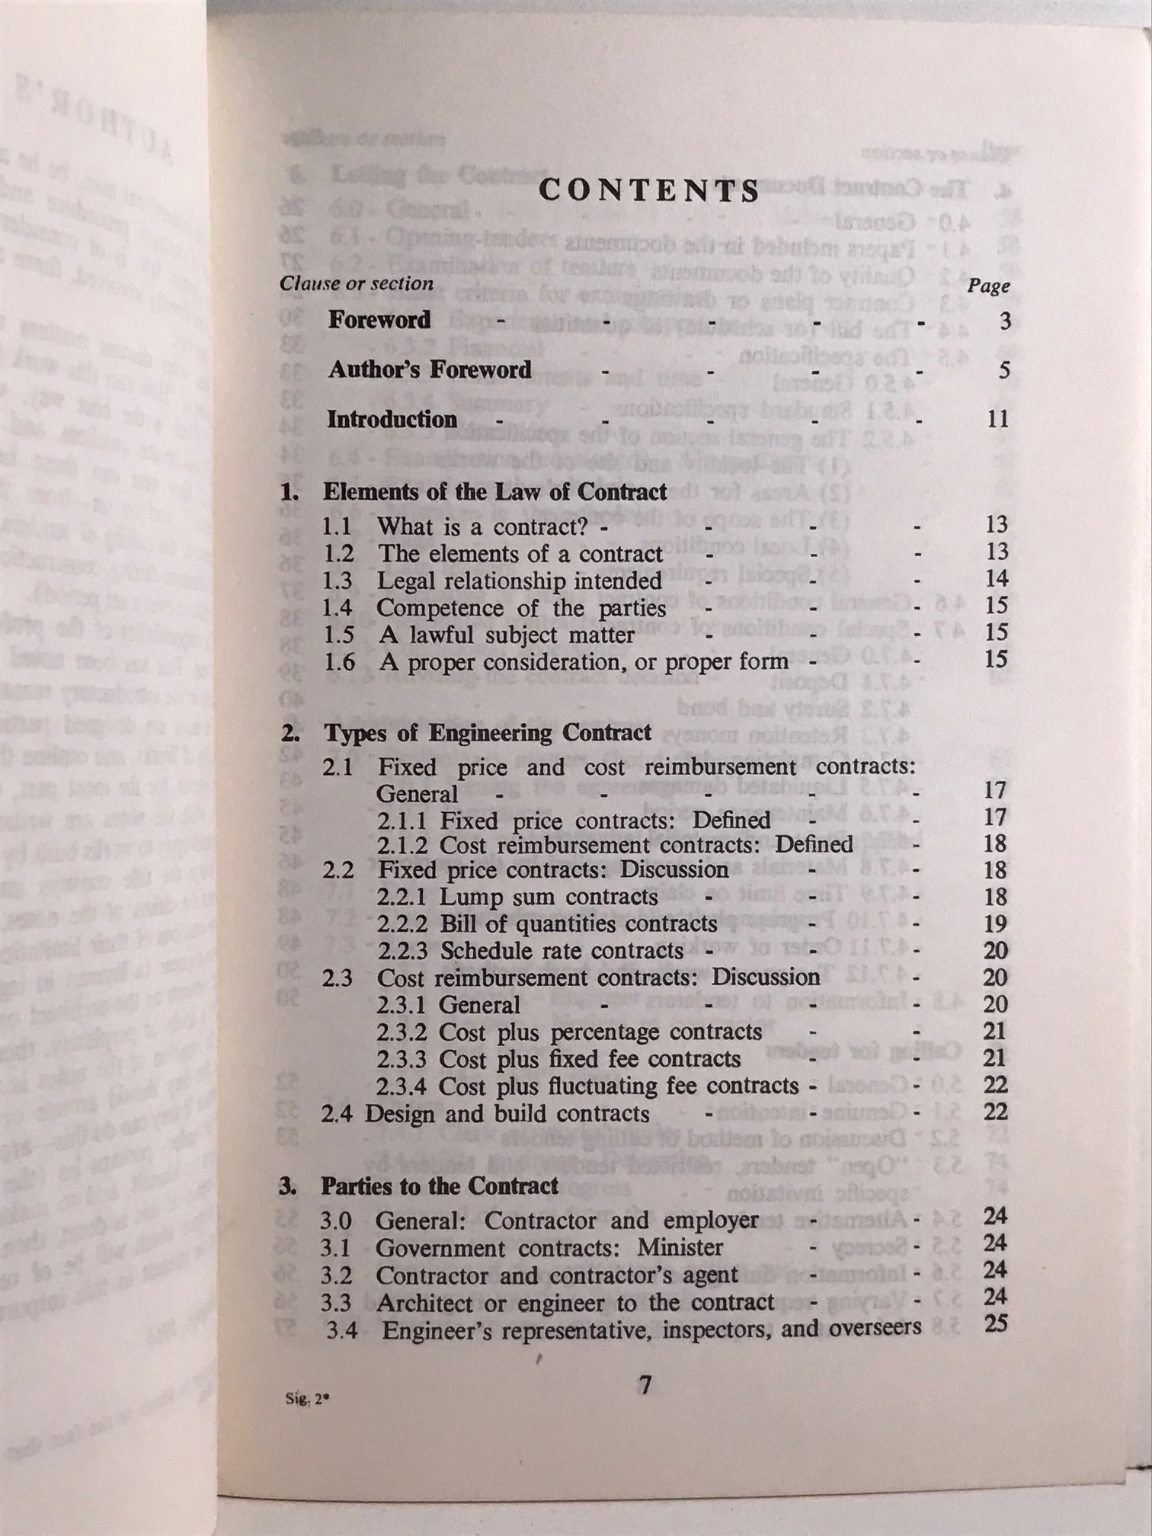 CONTENTS
Clause or section Page
Foreword - - - - - 3
Author's Foreword - - - - 5
Introduction - - - - - 11
1. Elements of the Law of Contract
1.1 What is a contract? - - - - 13
1.2 The elements of a contract - - - 13
1.3 Legal relationship intended - - - 14
1.4 Competence of the parties - - - 15
1.5 A lawful subject matter - - - 15
1.6 A proper consideration, or proper form - - 15
2. Types of Engineering Contract
2.1 Fixed price and cost reimbursement contracts:
General - - - - - 17
2.1.1 Fixed price contracts: Defined - - 17
2.1.2 Cost reimbursement contracts: Defined - 18
2.2 Fixed price contracts: Discussion - - 18
2.2.1 Lump sum contracts - - - 18
2.2.2 Bill of quantities contracts - - 19
2.2.3 Schedule rate contracts - - - 20
2.3 Cost reimbursement contracts: Discussion - 20
2.3.1 General - - - - 20
2.3.2 Cost plus percentage contracts - - 21
2.3.3 Cost plus fixed fee contracts - - 21
2.3.4 Cost plus fluctuating fee contracts - - 22
2.4 Design and build contracts - - - 22
3. Parties to the Contract
3.0 General: Contractor and employer - - 24
3.1 Government contracts: Minister - - 24
3.2 Contractor and contractor's agent - - 24
3.3 Architect or engineer to the contract - - 24
3.4 Engineer's representative, inspectors, and overseers 25
7
Sig. 2*